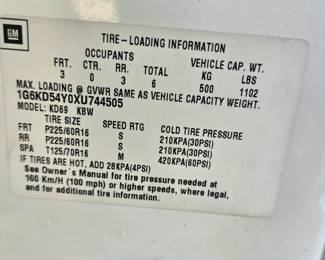 GM
TIRE-LOADING INFORMATION
OCCUPANTS VEHICLE CAP. WT.
FRT. CTR. RR. TOTAL KG LBS
3 0 3 6 500 1102
MAX. LOADING @ GVWR SAME AS VEHICLE CAPACITY WEIGHT.
1G6KD54Y0XU744505
MODEL: KD69 KBW
TIRE SIZE SPEED RTG COLD TIRE PRESSURE
FRT P225/60R16 S 210KPA(30PSI)
RR P225/60R16 S 210KPA(30PSI)
SPA T125/70R16 M 420KPA(60PSI)
IF TIRES ARE HOT, ADD 28KPA(4PSI)
See Owner's Manual for tire pressure needed at
160 Km/H (100 mph) or higher speeds, where legal,
and for additional tire information.